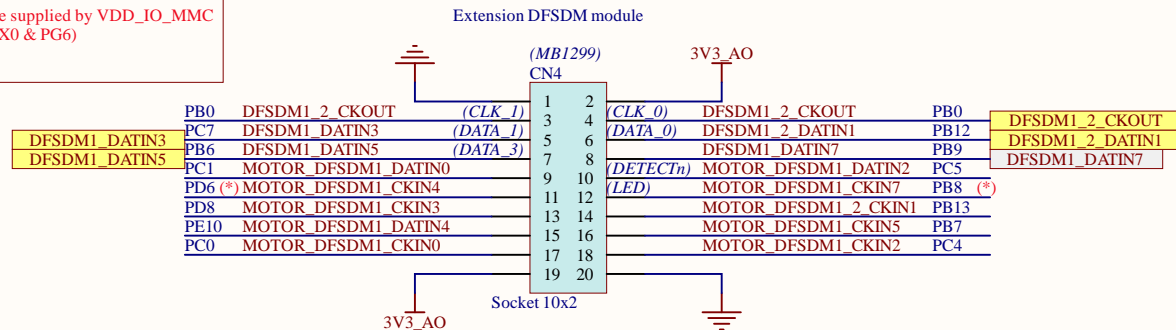 e supplied by VDD_IO_MMC
X0 & PG6)
Extension DFSDM module
(MB1299)
CN4
3V3_AO
1 2
PB0 DFSDM1_2_CKOUT (CLK_1) 3 4 (CLK_0) DFSDM1_2_CKOUT PB0 DFSDM1_2_CKOUT
DFSDM1_DATIN3 PC7 DFSDM1_DATIN3 (DATA_1) 5 6 (DATA_0) DFSDM1_2_DATIN1 PB12 DFSDM1_2_DATIN1
DFSDM1_DATIN5 PB6 DFSDM1_DATIN5 (DATA_3) 7 8 DFSDM1_DATIN7 PB9 DFSDM1_DATIN7
PC1 MOTOR_DFSDM1_DATIN0 9 10 (DETECTn) MOTOR_DFSDM1_DATIN2 PC5
PD6 (*) MOTOR_DFSDM1_CKIN4 11 12 (LED) MOTOR_DFSDM1_CKIN7 PB8 (*)
PD8 MOTOR_DFSDM1_CKIN3 13 14 MOTOR_DFSDM1_2_CKIN1 PB13
PE10 MOTOR_DFSDM1_DATIN4 15 16 MOTOR_DFSDM1_CKIN5 PB7
PC0 MOTOR_DFSDM1_CKIN0 17 18 MOTOR_DFSDM1_CKIN2 PC4
19 20
Socket 10x2
3V3_AO